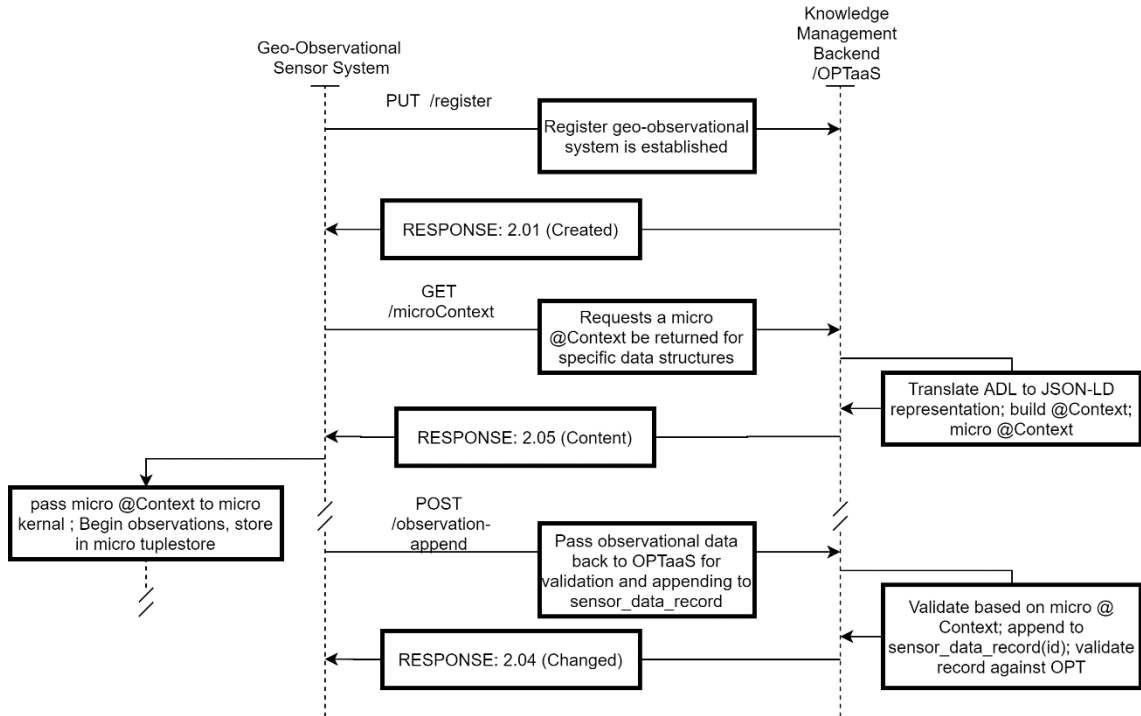 Knowledge
Management
Backend
/OPTaaS
Geo-Observational
Sensor System
PUT /register
Register geo-observational
system is established
RESPONSE: 2.01 (Created)
GET
/microContext
Requests a micro
@Context be returned for
specific data structures
Translate ADL to JSON-LD
representation; build @Context;
micro @Context
RESPONSE: 2.05 (Content)
pass micro @Context to micro
kernal ; Begin observations, store
in micro tuplestore
POST
/observation-
append
Pass observational data
back to OPTaaS for
validation and appending to
sensor_data_record
Validate based on micro @
Context; append to
sensor_data_record(id); validate
record against OPT
RESPONSE: 2.04 (Changed)